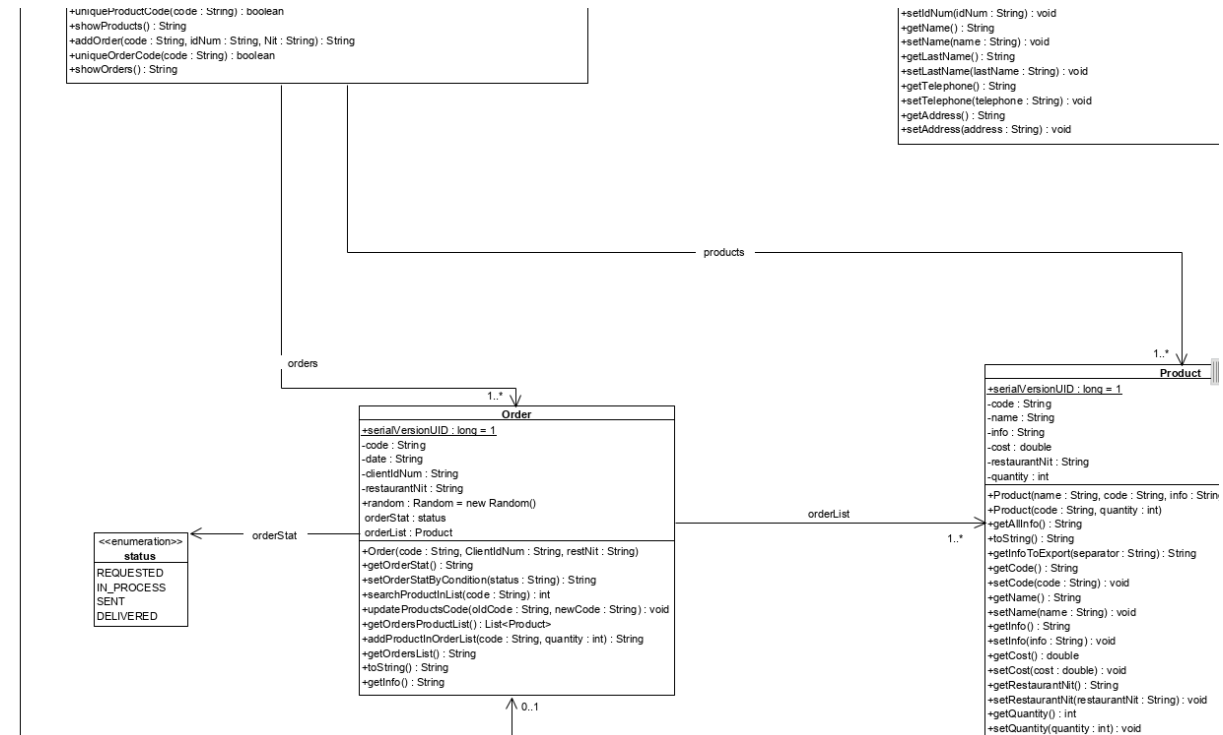 +uniqueProductCode(code : String) : boolean
+showProducts() : String
+addOrder(code : String, idNum : String, Nit : String) : String
+uniqueOrderCode(code : String) : boolean
+showOrders() : String
+setIdNum(idNum : String) : void
+getName() : String
+setName(name : String) : void
+getLastName() : String
+setLastName(lastName : String) : void
+getTelephone() : String
+setTelephone(telephone : String) : void
+getAddress() : String
+setAddress(address : String) : void
products
orders
1..*
Order
+serialVersionUID : long = 1
-code : String
-date : String
-clientIdNum : String
-restaurantNit : String
+random : Random = new Random()
orderStat : status
orderList : Product
+Order(code : String, ClientIdNum : String, restNit : String)
+getOrderStat() : String
+setOrderStatByCondition(status : String) : String
+searchProductInList(code : String) : int
+updateProductsCode(oldCode : String, newCode : String) : void
+getOrdersProductList() : List<Product>
+addProductInOrderList(code : String, quantity : int) : String
+getOrdersList() : String
+toString() : String
+getInfo() : String
0..1
orderStat
<<enumeration>>
status
REQUESTED
IN_PROCESS
SENT
DELIVERED
orderList
1..*
1..*
Product
+serialVersionUID : long = 1
-code : String
-name : String
-info : String
-cost : double
-restaurantNit : String
-quantity : int
+Product(name : String, code : String, info : String
+Product(code : String, quantity : int)
+getAllInfo() : String
+toString() : String
+getInfoToExport(separator : String) : String
+getCode() : String
+setCode(code : String) : void
+getName() : String
+setName(name : String) : void
+getInfo() : String
+setInfo(info : String) : void
+getCost() : double
+setCost(cost : double) : void
+getRestaurantNit() : String
+setRestaurantNit(restaurantNit : String) : void
+getQuantity() : int
+setQuantity(quantity : int) : void